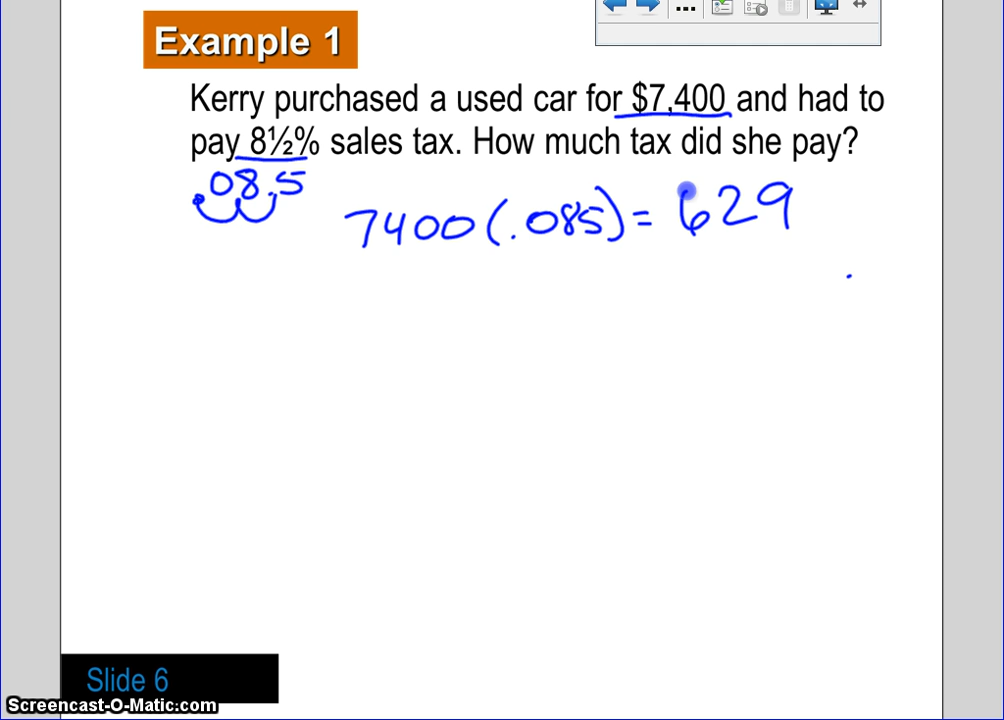 Example 1
Kerry purchased a used car for $7,400 and had to
pay 8½% sales tax. How much tax did she pay?
.08.5
7400(.085)=629
Slide 6
Screencast-O-Matic.com